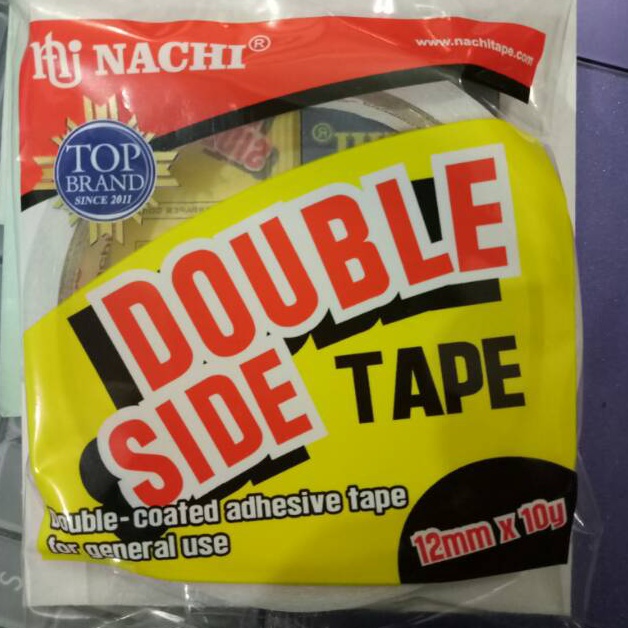 NACHI®
www.nachitape.com
TOP
BRAND
SINCE 2011
DOUBLE
SIDE TAPE
Double-coated adhesive tape
for general use
12mm x 10y